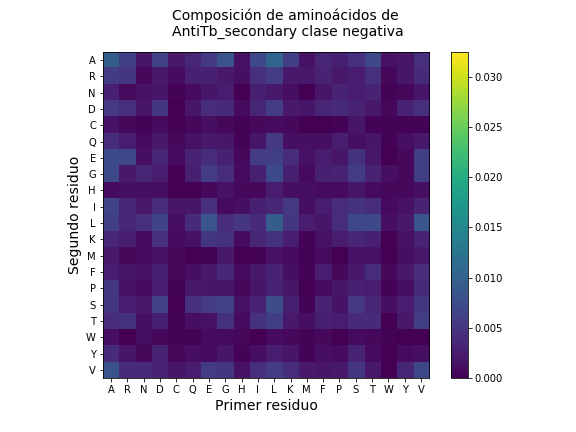 Composición de aminoácidos de
AntiTb_secondary clase negativa
Segundo residuo
A
R
N
D
C
Q
E
G
H
I
L
K
M
F
P
S
T
W
Y
V
A R N D C Q E G H I L K M F P S T W Y V
Primer residuo
0.030
0.025
0.020
0.015
0.010
0.005
0.000